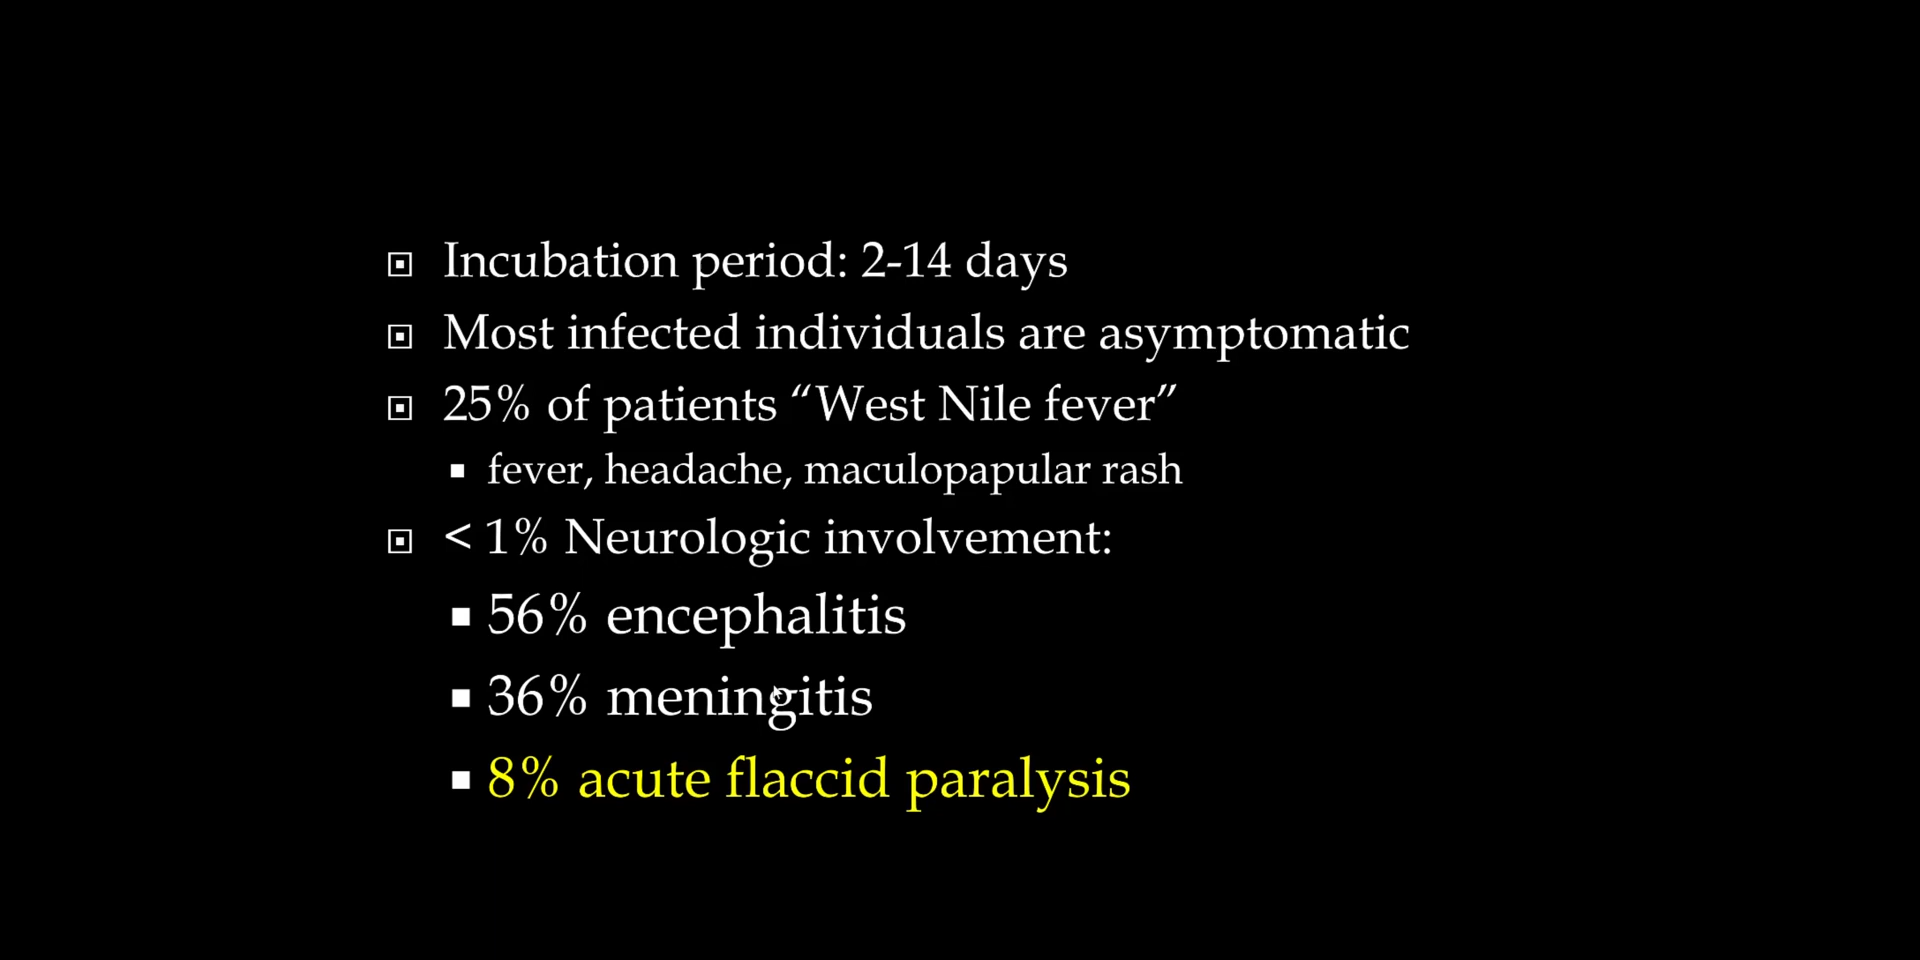 Incubation period: 2-14 days
Most infected individuals are asymptomatic
25% of patients “West Nile fever”
fever, headache, maculopapular rash
< 1% Neurologic involvement:
56% encephalitis
36% meningitis
8% acute flaccid paralysis